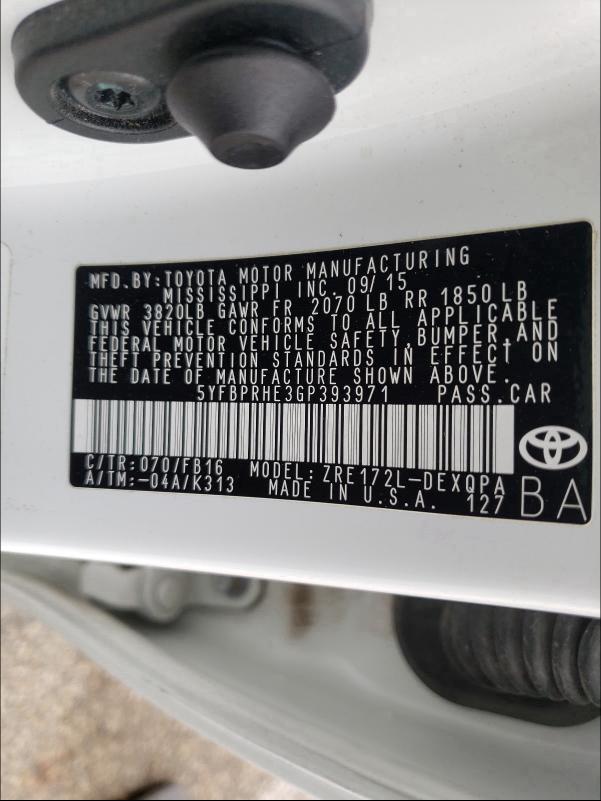 MFD. BY: TOYOTA MOTOR MANUFACTURING
MISSISSIPPI INC. 09/15
GVWR 3820LB GAWR FR 2070 LB RR 1850 LB
THIS VEHICLE CONFORMS TO ALL APPLICABLE
FEDERAL MOTOR VEHICLE SAFETY, BUMPER, AND
THEFT PREVENTION STANDARDS IN EFFECT ON
THE DATE OF MANUFACTURE SHOWN ABOVE.
5YFBPRHE3GP393971 PASS. CAR
C/TR: 070/FB16 MODEL: ZRE172L-DEXQPA
A/TM: -04A/K313 MADE IN U.S.A. 127 BA